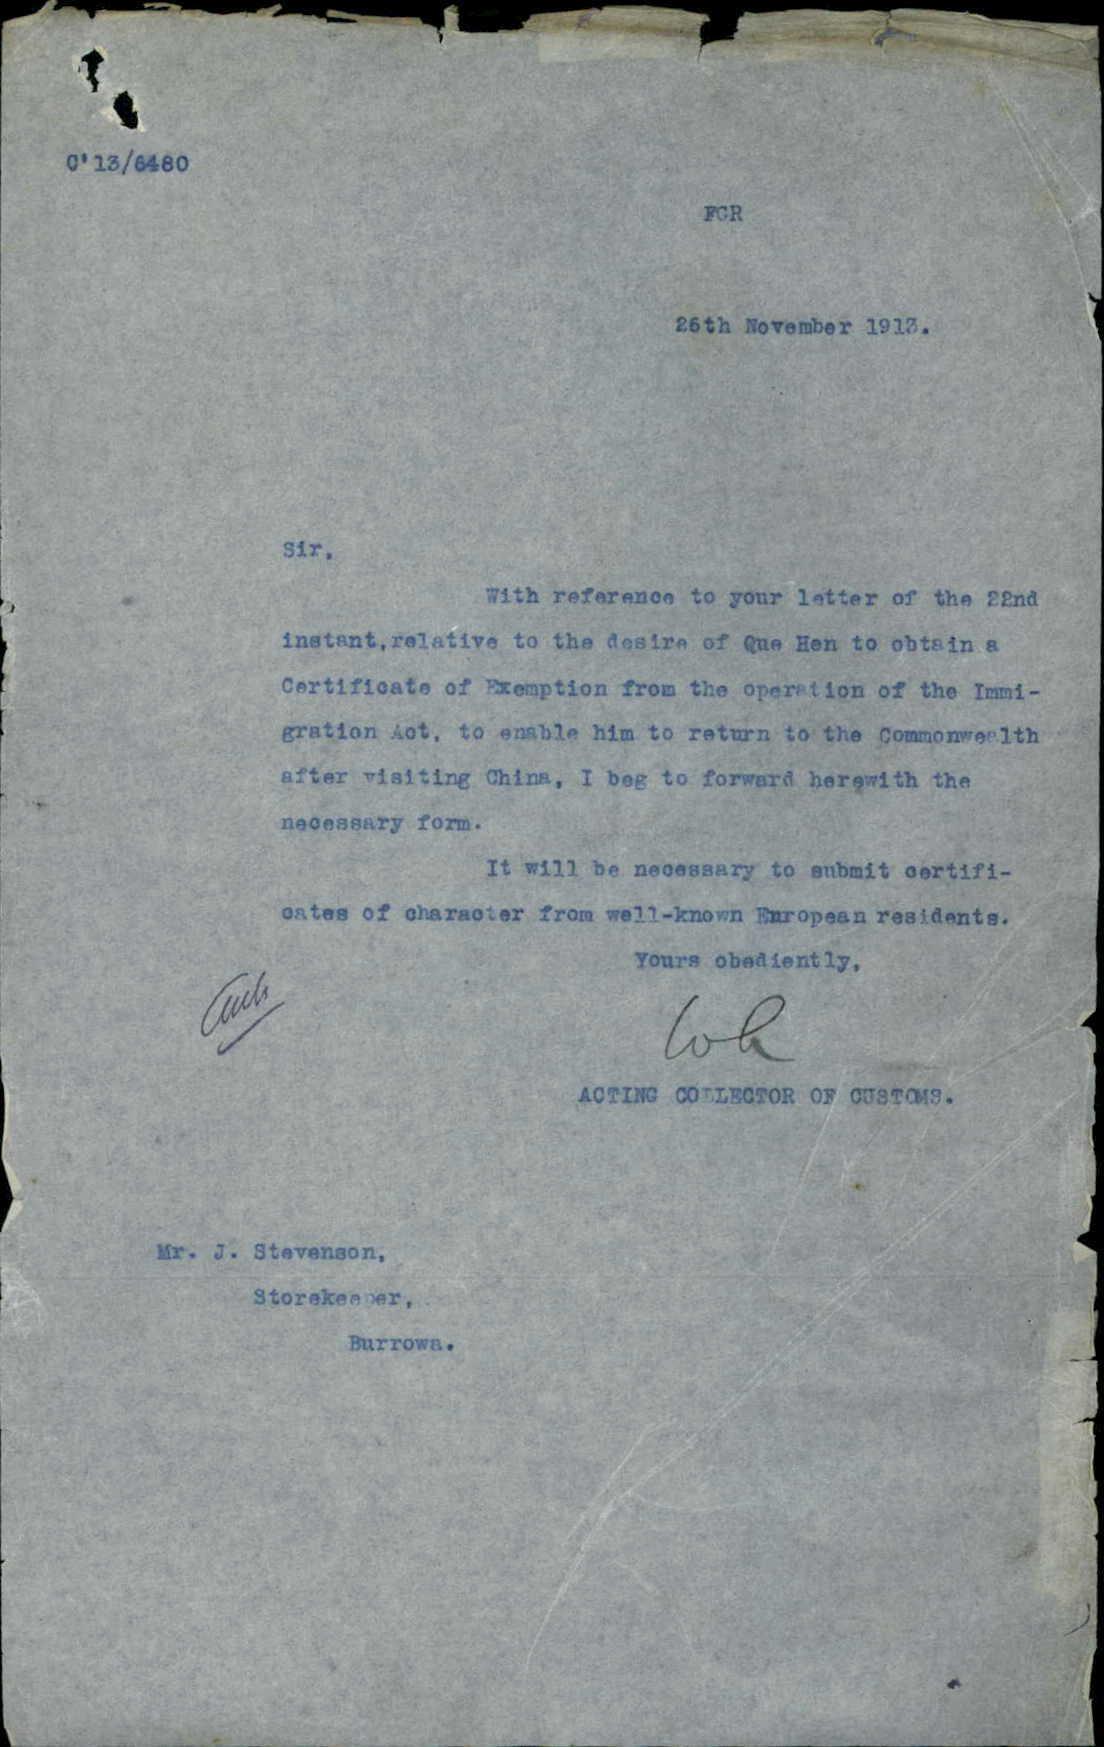 C'13/6480
FCR
26th November 1913.
Sir,
With reference to your letter of the 22nd
instant,relative to the desire of Que Hen to obtain a
Certificate of Exemption from the operation of the Immi-
gration Act, to enable him to return to the Commonwealth
after visiting China, I beg to forward herewith the
necessary form.
It will be necessary to submit certifi-
cates of character from well-known European residents.
Yours obediently,
ACTING COLLECTOR OF CUSTOMS.
Mr. J. Stevenson,
Storekeeper,
Burrowa.